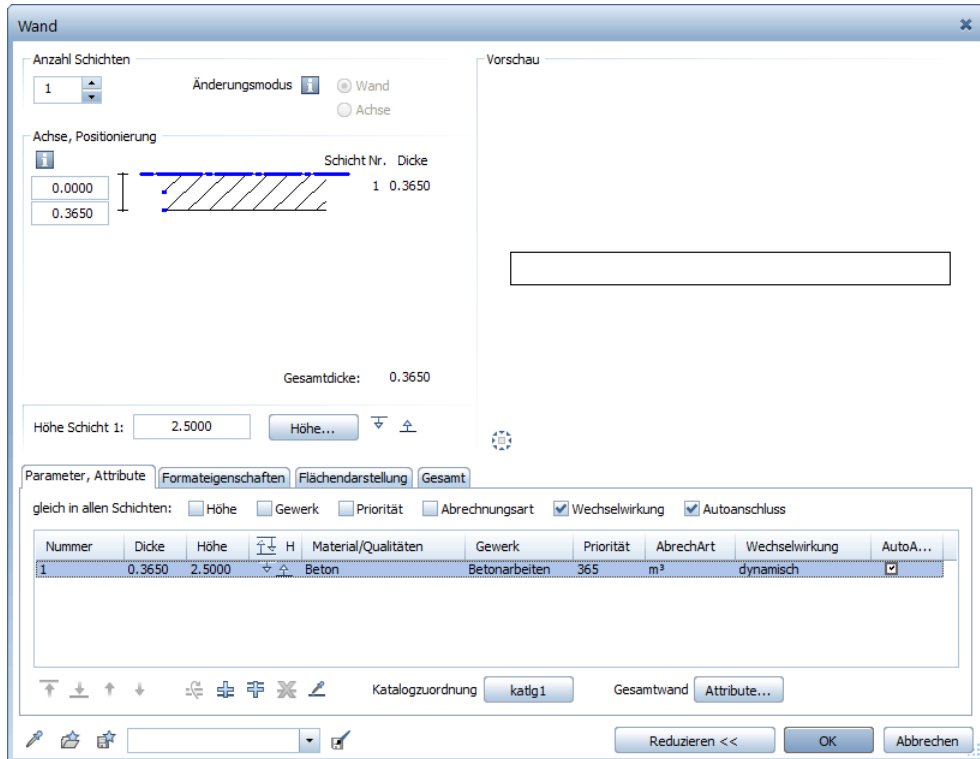 Wand
Anzahl Schichten
1
Änderungsmodus
Wand
Achse
Achse, Positionierung
Schicht Nr. Dicke
0.0000
1 0.3650
0.3650
Gesamtdicke: 0.3650
Höhe Schicht 1: 2.5000 Höhe...
Vorschau
Parameter, Attribute Formateigenschaften Flächendarstellung Gesamt
gleich in allen Schichten: Höhe Gewerk Priorität Abrechnungsart Wechselwirkung Autoanschluss
Nummer Dicke Höhe H Material/Qualitäten Gewerk Priorität AbrechArt Wechselwirkung AutoA...
1 0.3650 2.5000 Beton Betonarbeiten 365 m³ dynamisch
Katalogzuordnung katlg1 Gesamtwand Attribute...
Reduzieren << OK Abbrechen